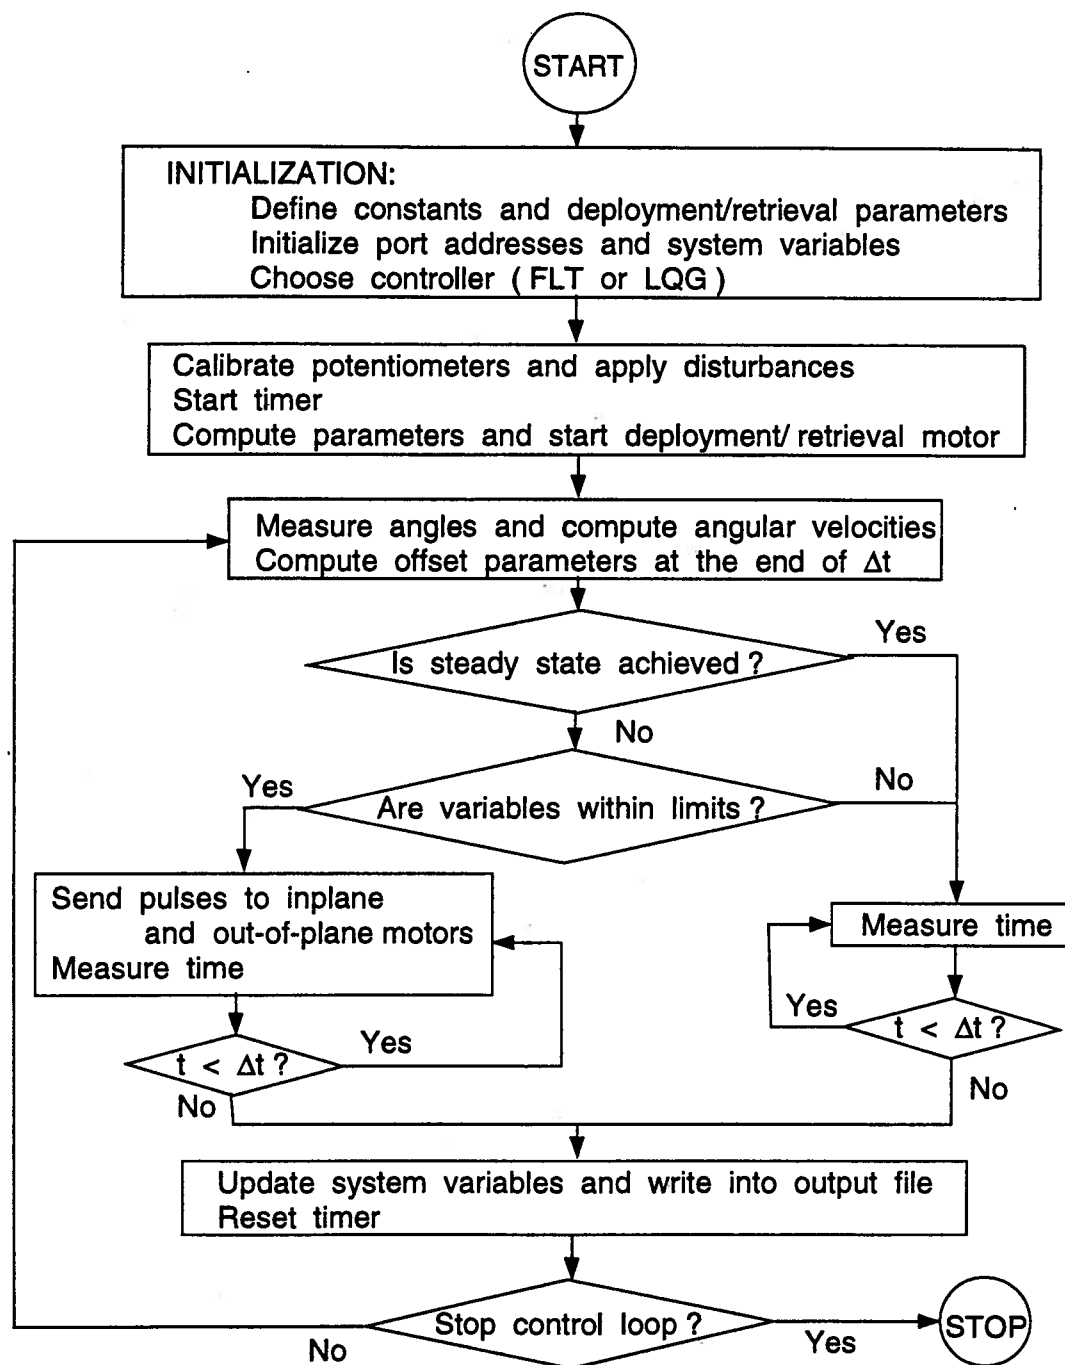 START
INITIALIZATION:
Define constants and deployment/retrieval parameters
Initialize port addresses and system variables
Choose controller ( FLT or LQG )
Calibrate potentiometers and apply disturbances
Start timer
Compute parameters and start deployment/ retrieval motor
Measure angles and compute angular velocities
Compute offset parameters at the end of Δt
Is steady state achieved ?
Yes
No
Are variables within limits ?
Yes
No
Send pulses to inplane
and out-of-plane motors
Measure time
Measure time
t < Δt ?
Yes
No
t < Δt ?
Yes
No
Update system variables and write into output file
Reset timer
Stop control loop ?
No
Yes
STOP